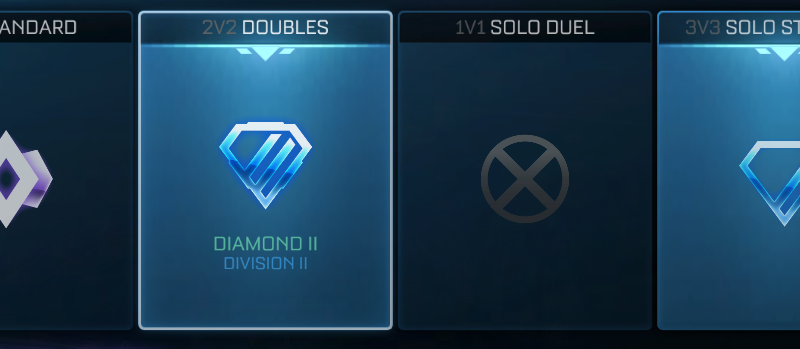 ANDARD
2V2 DOUBLES
1V1 SOLO DUEL
3V3 SOLO ST
DIAMOND II
DIVISION II